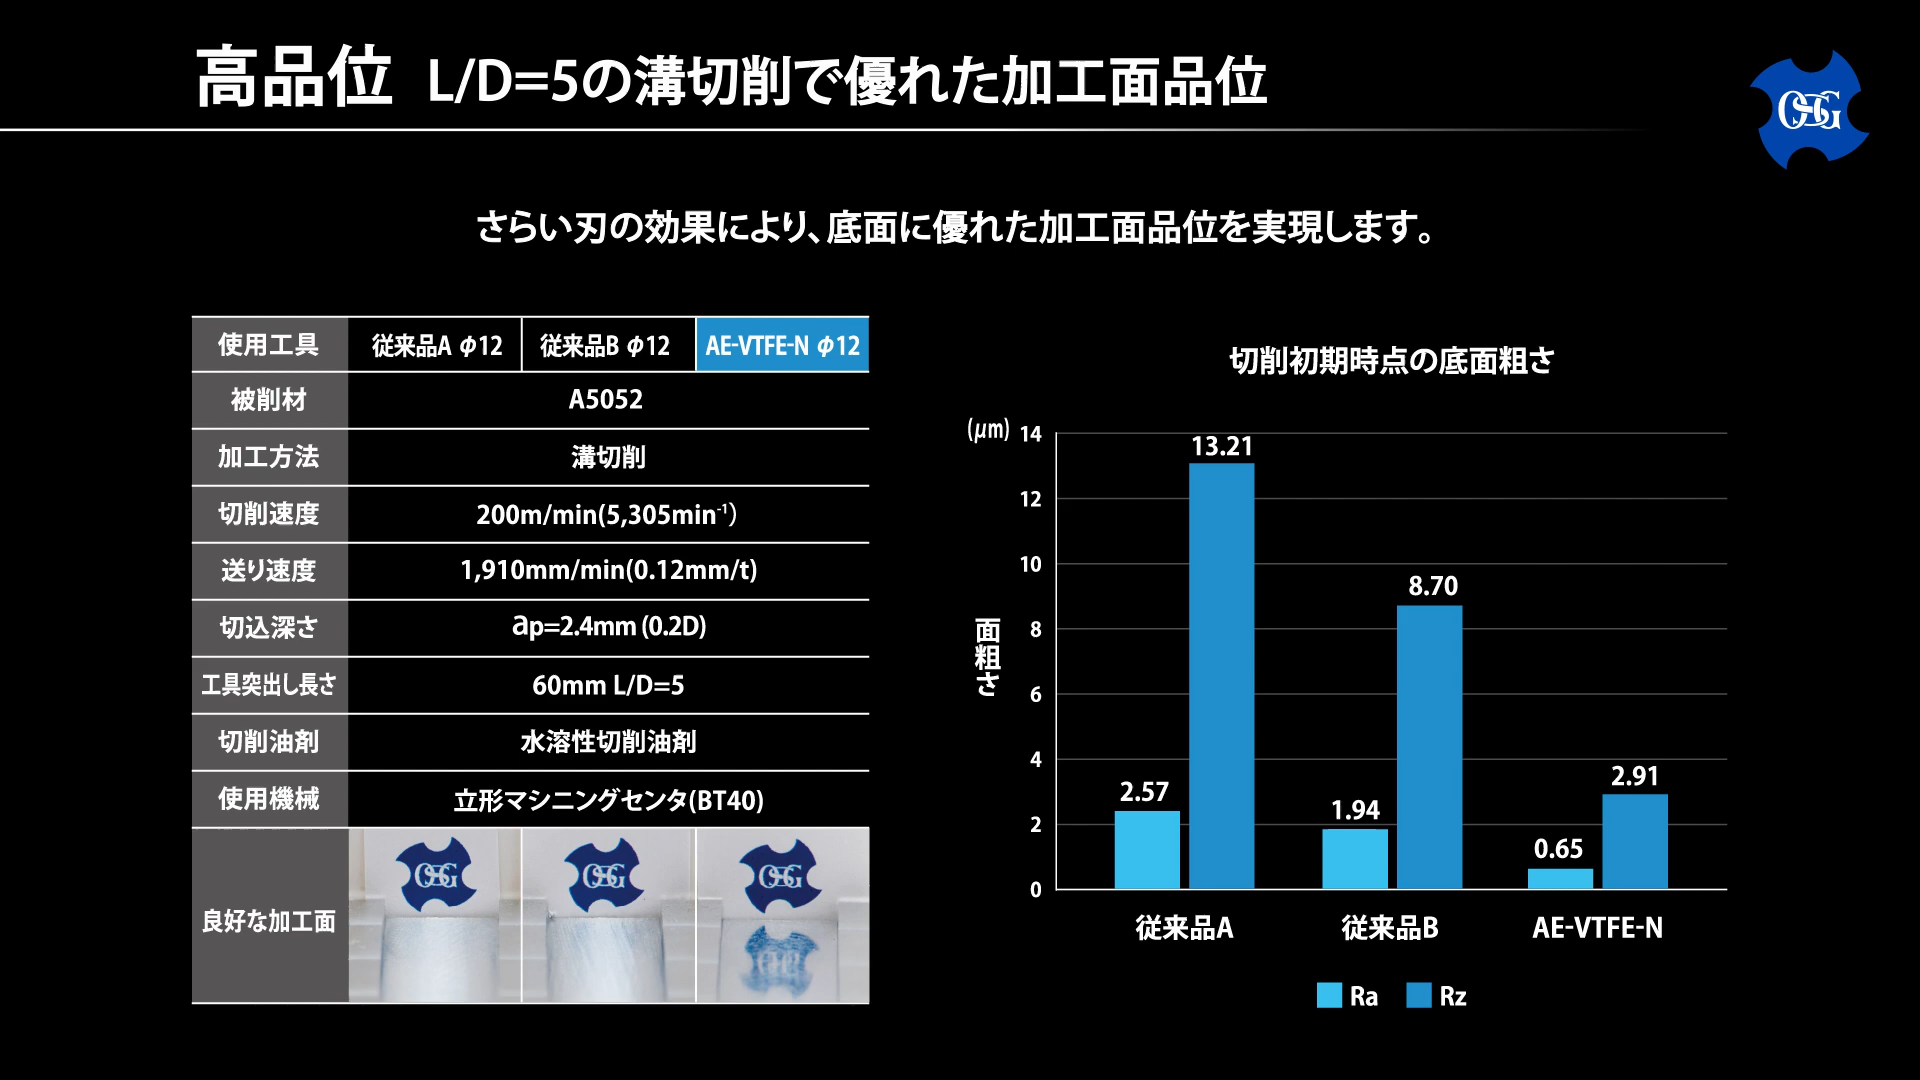 高品位 L/D=5の溝切削で優れた加工面品位
OSG
さらい刃の効果により、底面に優れた加工面品位を実現します。
使用工具 従来品A φ12 従来品B φ12 AE-VTFE-N φ12
被削材 A5052
加工方法 溝切削
切削速度 200m/min(5,305min⁻¹)
送り速度 1,910mm/min(0.12mm/t)
切込深さ ap=2.4mm (0.2D)
工具突出し長さ 60mm L/D=5
切削油剤 水溶性切削油剤
使用機械 立形マシニングセンタ(BT40)
良好な加工面 OSG OSG OSG
切削初期時点の底面粗さ
(μm)
面粗さ
14
12
10
8
6
4
2
0
2.57 13.21
1.94 8.70
0.65 2.91
従来品A 従来品B AE-VTFE-N
Ra Rz